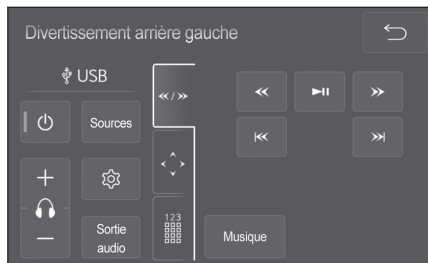 Divertissement arrière gauche
USB
Sources
Sortie
audio
123
Musique